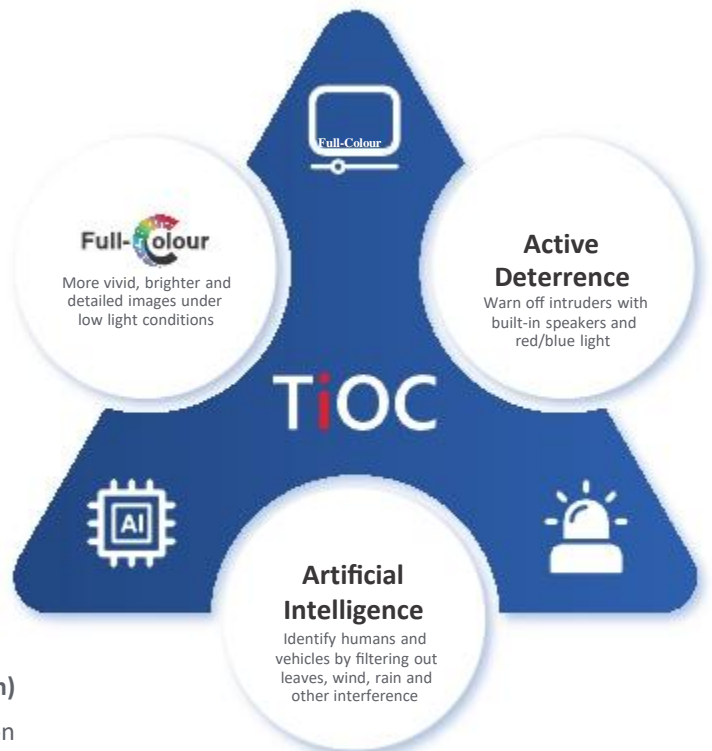 Full-Colour
Full-Colour
More vivid, brighter and
detailed images under
low light conditions
Active
Deterrence
Warn off intruders with
built-in speakers and
red/blue light
TiOC
AI
Artificial
Intelligence
Identify humans and
vehicles by filtering out
leaves, wind, rain and
other interference
n)
n